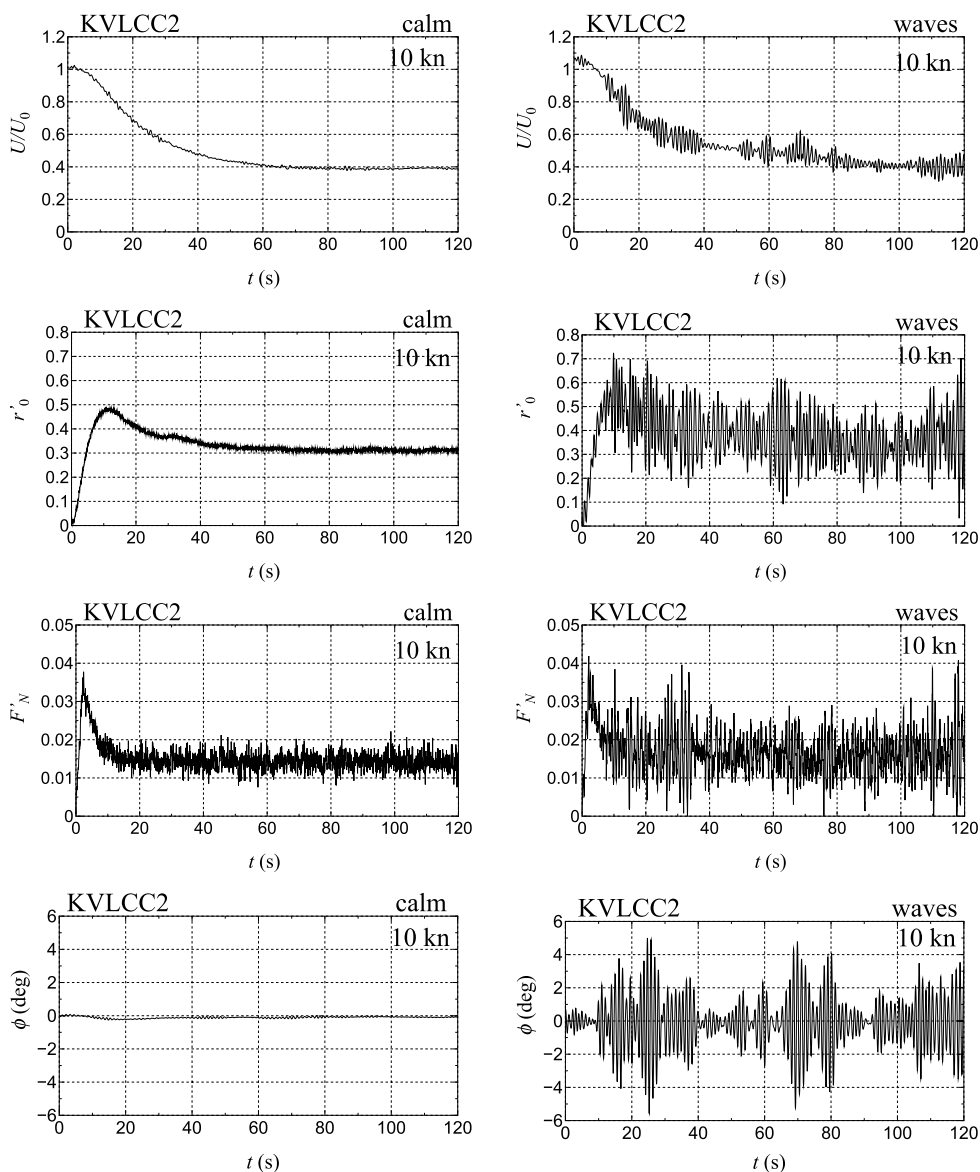 KVLCC2 calm
10 kn
U/U0
1.2
1
0.8
0.6
0.4
0.2
0
0 20 40 60 80 100 120
t (s)
KVLCC2 waves
10 kn
U/U0
1.2
1
0.8
0.6
0.4
0.2
0
0 20 40 60 80 100 120
t (s)
KVLCC2 calm
10 kn
r'0
0.8
0.7
0.6
0.5
0.4
0.3
0.2
0.1
0
0 20 40 60 80 100 120
t (s)
KVLCC2 waves
10 kn
r'0
0.8
0.7
0.6
0.5
0.4
0.3
0.2
0.1
0
0 20 40 60 80 100 120
t (s)
KVLCC2 calm
10 kn
F'N
0.05
0.04
0.03
0.02
0.01
0
0 20 40 60 80 100 120
t (s)
KVLCC2 waves
10 kn
F'N
0.05
0.04
0.03
0.02
0.01
0
0 20 40 60 80 100 120
t (s)
KVLCC2 calm
10 kn
ϕ (deg)
6
4
2
0
−2
−4
−6
0 20 40 60 80 100 120
t (s)
KVLCC2 waves
10 kn
ϕ (deg)
6
4
2
0
−2
−4
−6
0 20 40 60 80 100 120
t (s)